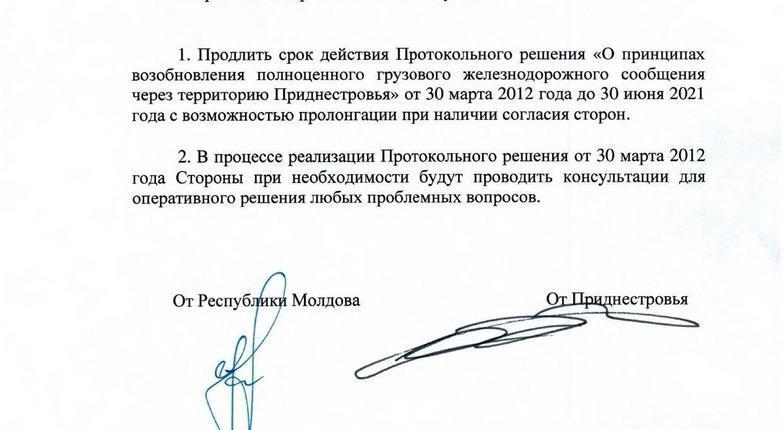 1. Продлить срок действия Протокольного решения «О принципах
возобновления полноценного грузового железнодорожного сообщения
через территорию Приднестровья» от 30 марта 2012 года до 30 июня 2021
года с возможностью пролонгации при наличии согласия сторон.
2. В процессе реализации Протокольного решения от 30 марта 2012
года Стороны при необходимости будут проводить консультации для
оперативного решения любых проблемных вопросов.
От Республики Молдова
От Приднестровья